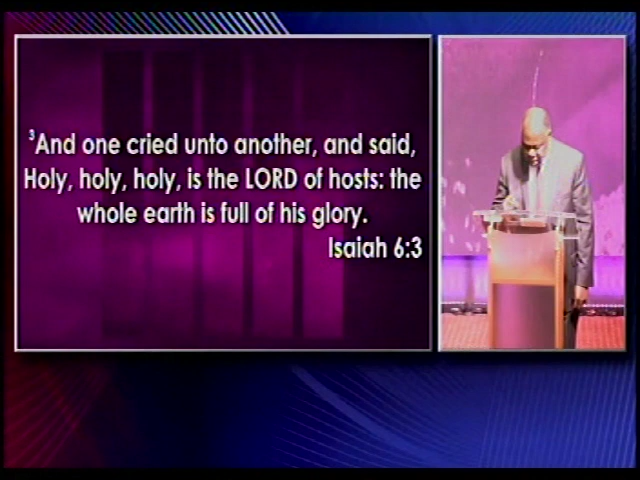 ³And one cried unto another, and said,
Holy, holy, holy, is the LORD of hosts: the
whole earth is full of his glory.
Isaiah 6:3